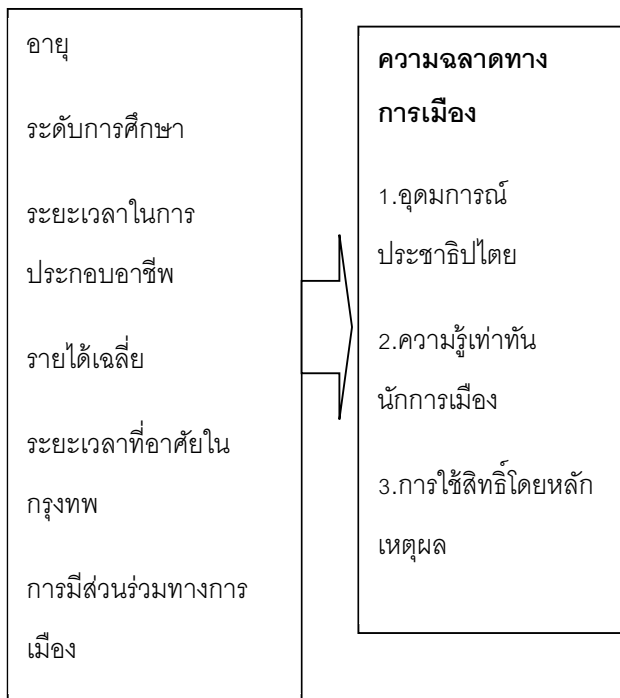 อายุ
ระดับการศึกษา
ระยะเวลาในการ
ประกอบอาชีพ
รายได้เฉลี่ย
ระยะเวลาที่อาศัยใน
กรุงทพ
การมีส่วนร่วมทางการ
เมือง
ความฉลาดทาง
การเมือง
1.อุดมการณ์
ประชาธิปไตย
2.ความรู้เท่าทัน
นักการเมือง
3.การใช้สิทธิ์โดยหลัก
เหตุผล